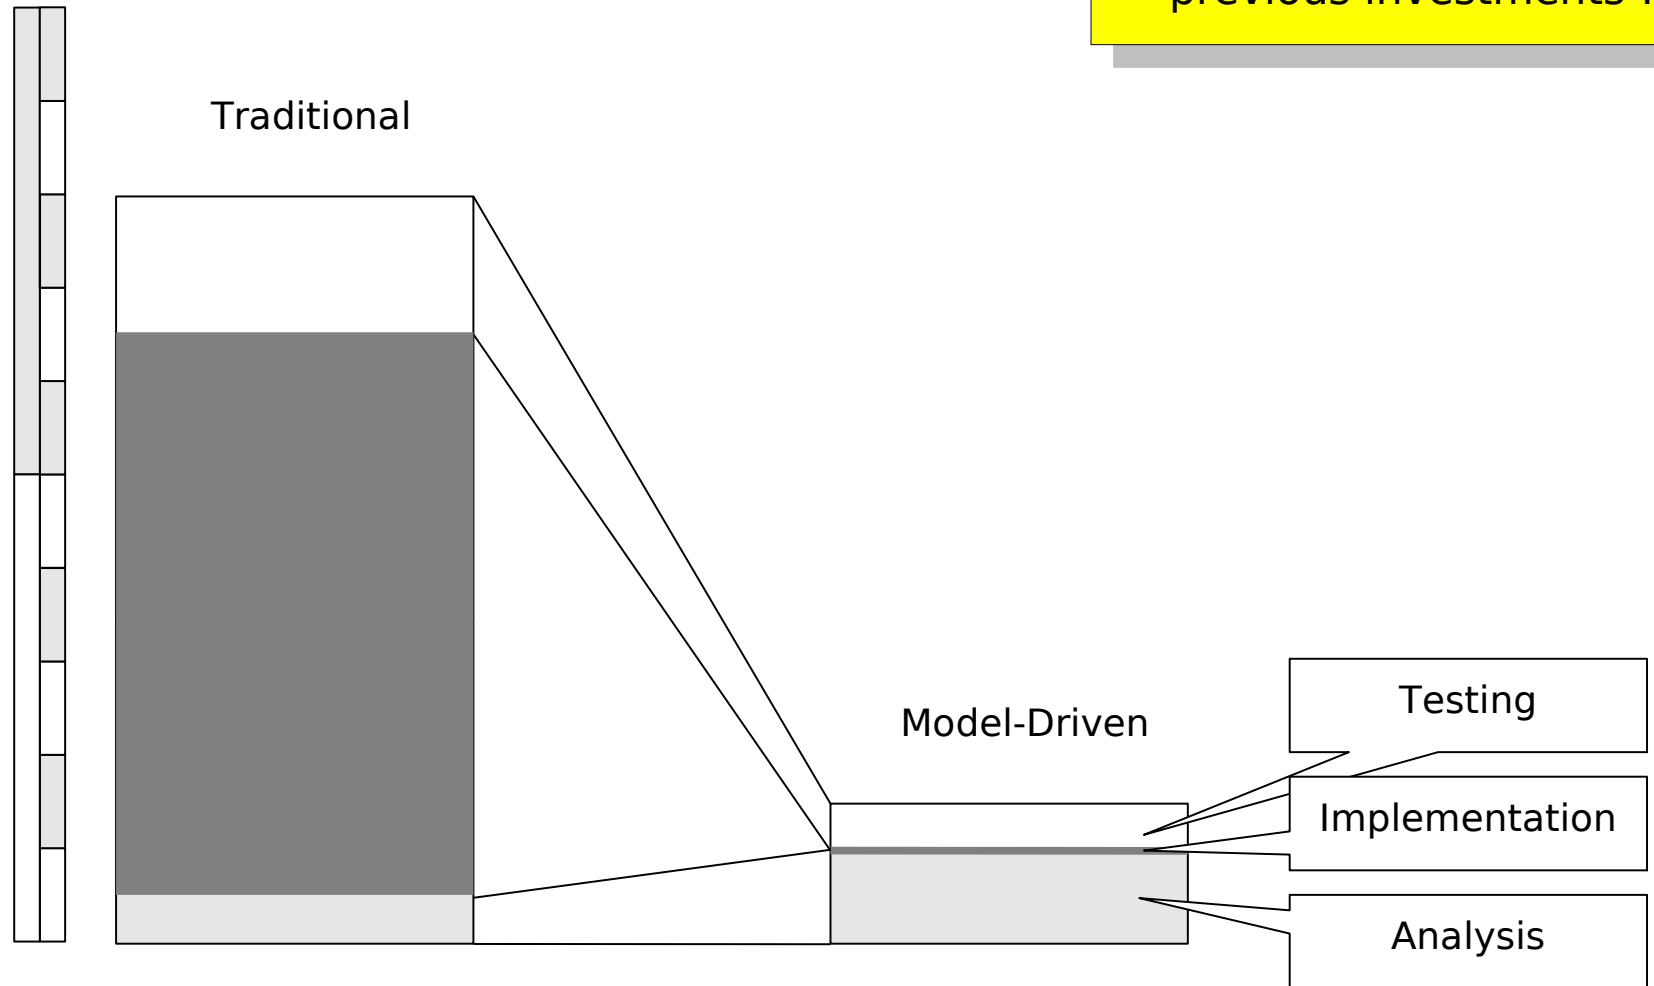 previous investments
Traditional
Model-Driven
Testing
Implementation
Analysis